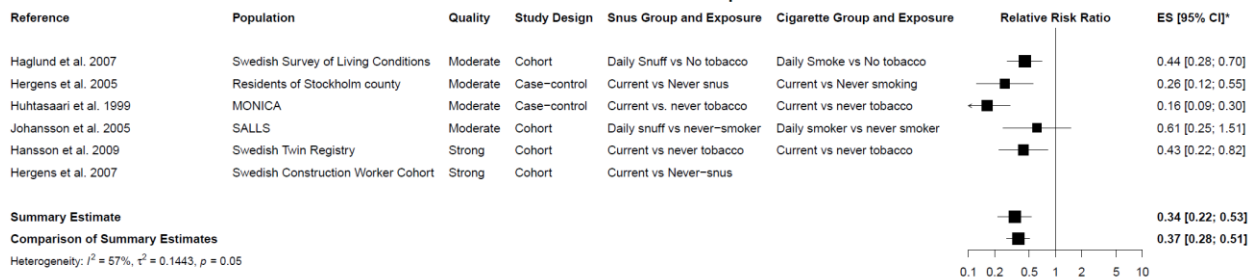 Reference Population Quality Study Design Snus Group and Exposure Cigarette Group and Exposure Relative Risk Ratio ES [95% CI]*
Haglund et al. 2007 Swedish Survey of Living Conditions Moderate Cohort Daily Snuff vs No tobacco Daily Smoke vs No tobacco 0.44 [0.28; 0.70]
Hergens et al. 2005 Residents of Stockholm county Moderate Case-control Current vs Never snus Current vs Never smoking 0.26 [0.12; 0.55]
Huhtasaari et al. 1999 MONICA Moderate Case-control Current vs. never tobacco Current vs never tobacco 0.16 [0.09; 0.30]
Johansson et al. 2005 SALLS Moderate Cohort Daily snuff vs never-smoker Daily smoker vs never smoker 0.61 [0.25; 1.51]
Hansson et al. 2009 Swedish Twin Registry Strong Cohort Current vs never tobacco Current vs never tobacco 0.43 [0.22; 0.82]
Hergens et al. 2007 Swedish Construction Worker Cohort Strong Cohort Current vs Never-snus
Summary Estimate 0.34 [0.22; 0.53]
Comparison of Summary Estimates 0.37 [0.28; 0.51]
Heterogeneity: I² = 57%, τ² = 0.1443, p = 0.05
0.1 0.2 0.5 1 2 5 10